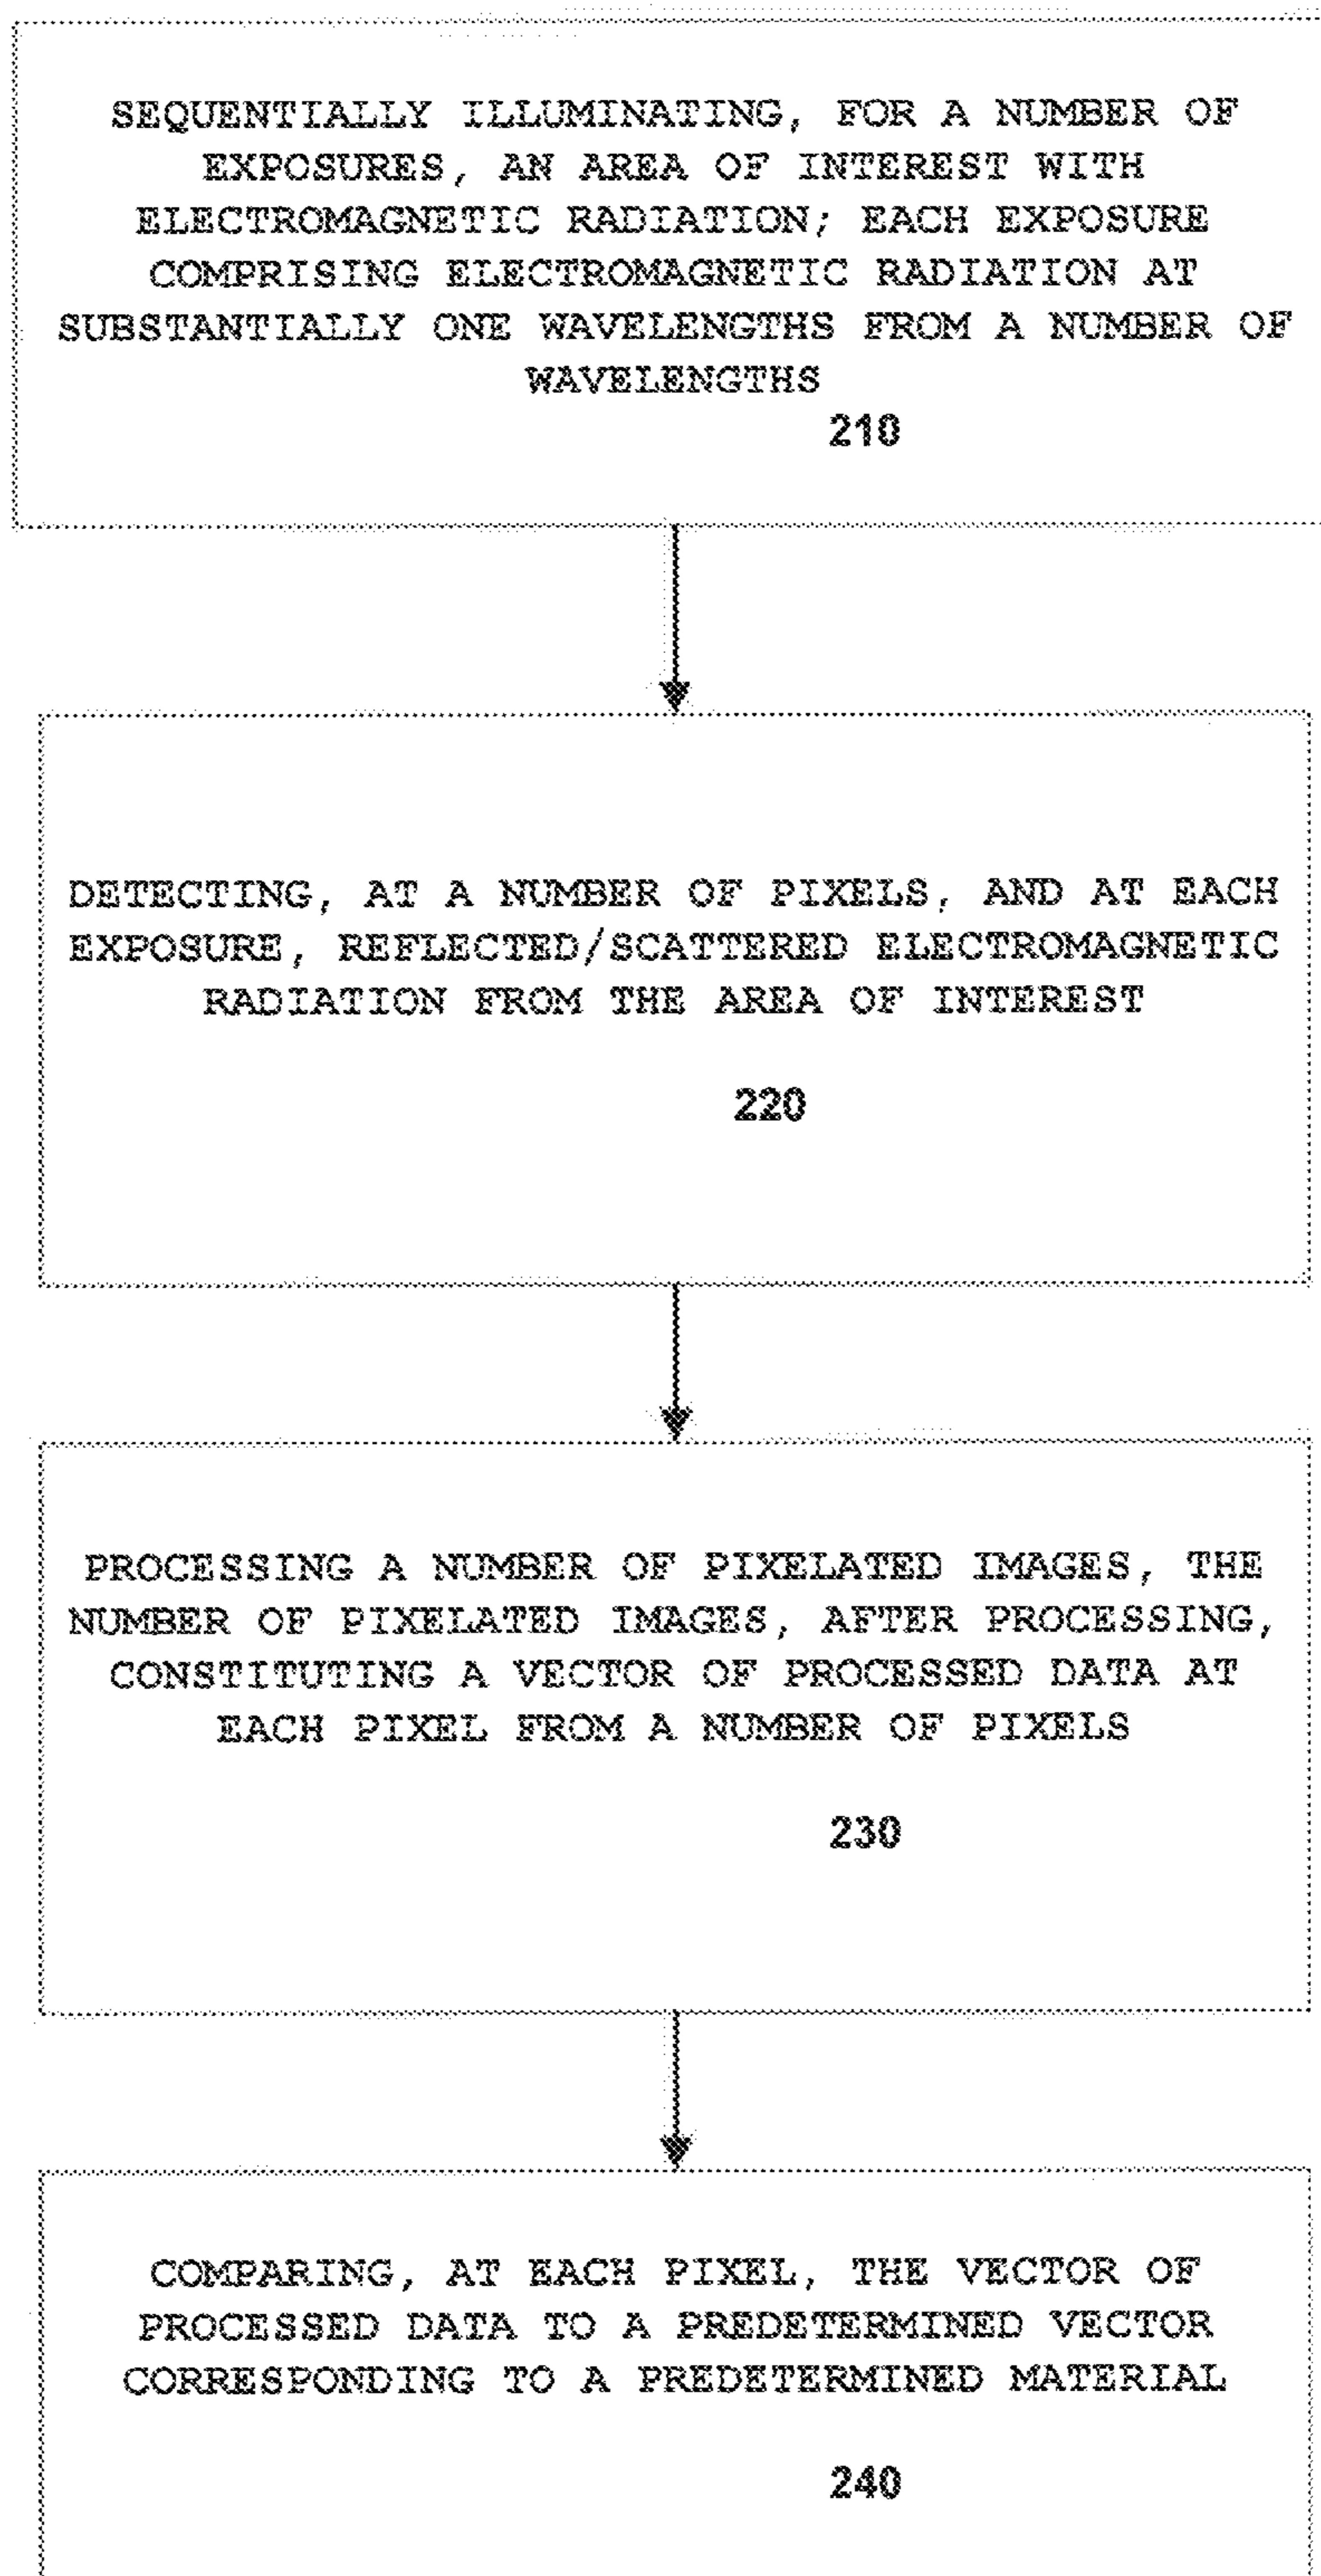 SEQUENTIALLY ILLUMINATING, FOR A NUMBER OF
EXPOSURES, AN AREA OF INTEREST WITH
ELECTROMAGNETIC RADIATION; EACH EXPOSURE
COMPRISING ELECTROMAGNETIC RADIATION AT
SUBSTANTIALLY ONE WAVELENGTHS FROM A NUMBER OF
WAVELENGTHS
210
DETECTING, AT A NUMBER OF PIXELS, AND AT EACH
EXPOSURE, REFLECTED/SCATTERED ELECTROMAGNETIC
RADIATION FROM THE AREA OF INTEREST
220
PROCESSING A NUMBER OF PIXELATED IMAGES, THE
NUMBER OF PIXELATED IMAGES, AFTER PROCESSING,
CONSTITUTING A VECTOR OF PROCESSED DATA AT
EACH PIXEL FROM A NUMBER OF PIXELS
230
COMPARING, AT EACH PIXEL, THE VECTOR OF
PROCESSED DATA TO A PREDETERMINED VECTOR
CORRESPONDING TO A PREDETERMINED MATERIAL
240